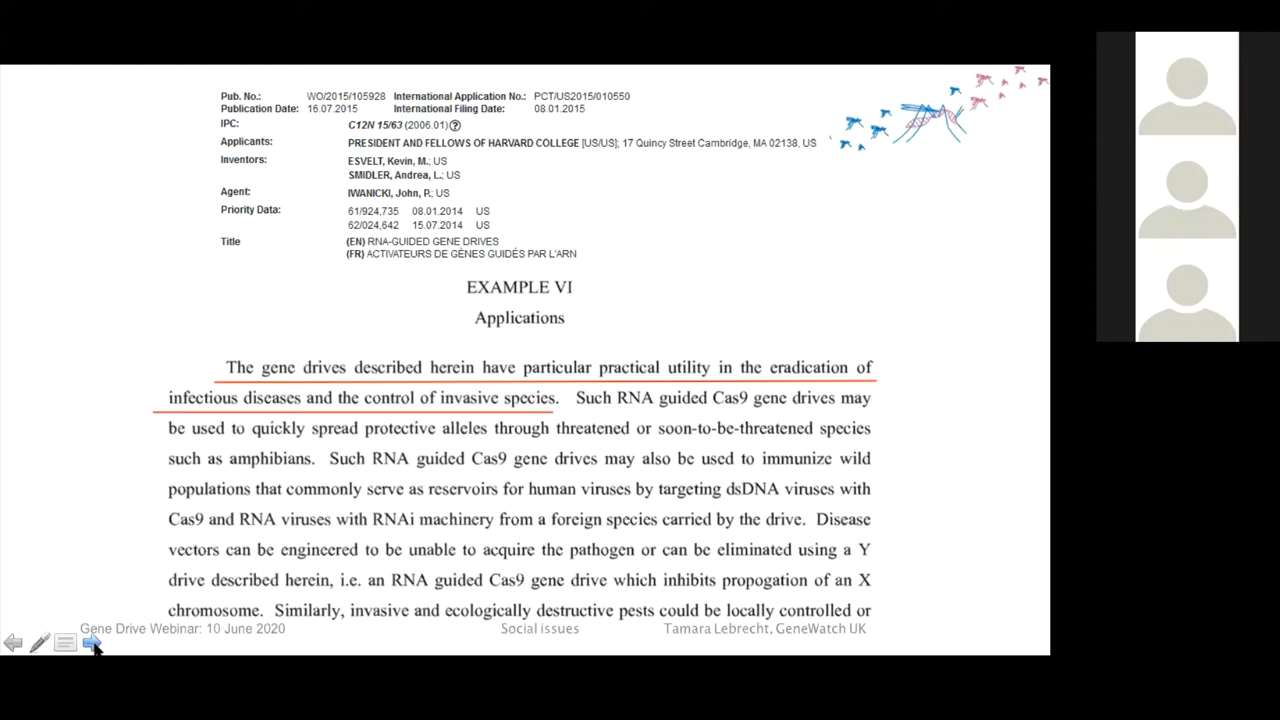 Pub. No.: WO/2015/105928 International Application No.: PCT/US2015/010550
Publication Date: 16.07.2015 International Filing Date: 08.01.2015
IPC: C12N 15/63 (2006.01) ?
Applicants: PRESIDENT AND FELLOWS OF HARVARD COLLEGE [US/US]; 17 Quincy Street Cambridge, MA 02138, US
Inventors: ESVELT, Kevin, M.; US
SMIDLER, Andrea, L.; US
Agent: IWANICKI, John, P.; US
Priority Data: 61/924,735 08.01.2014 US
62/024,642 15.07.2014 US
Title (EN) RNA-GUIDED GENE DRIVES
(FR) ACTIVATEURS DE GÈNES GUIDÉS PAR L'ARN
EXAMPLE VI
Applications
The gene drives described herein have particular practical utility in the eradication of
infectious diseases and the control of invasive species. Such RNA guided Cas9 gene drives may
be used to quickly spread protective alleles through threatened or soon-to-be-threatened species
such as amphibians. Such RNA guided Cas9 gene drives may also be used to immunize wild
populations that commonly serve as reservoirs for human viruses by targeting dsDNA viruses with
Cas9 and RNA viruses with RNAi machinery from a foreign species carried by the drive. Disease
vectors can be engineered to be unable to acquire the pathogen or can be eliminated using a Y
drive described herein, i.e. an RNA guided Cas9 gene drive which inhibits propogation of an X
chromosome. Similarly, invasive and ecologically destructive pests could be locally controlled or
Gene Drive Webinar: 10 June 2020 Social issues Tamara Lebrecht, GeneWatch UK